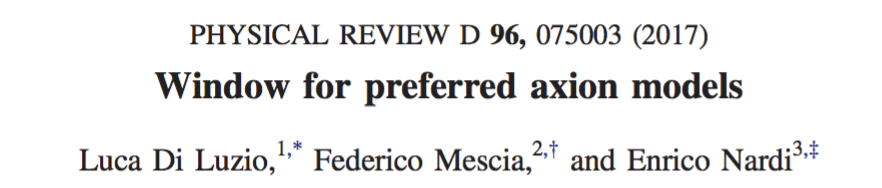 PHYSICAL REVIEW D 96, 075003 (2017)
Window for preferred axion models
Luca Di Luzio,1,* Federico Mescia,2,† and Enrico Nardi3,‡